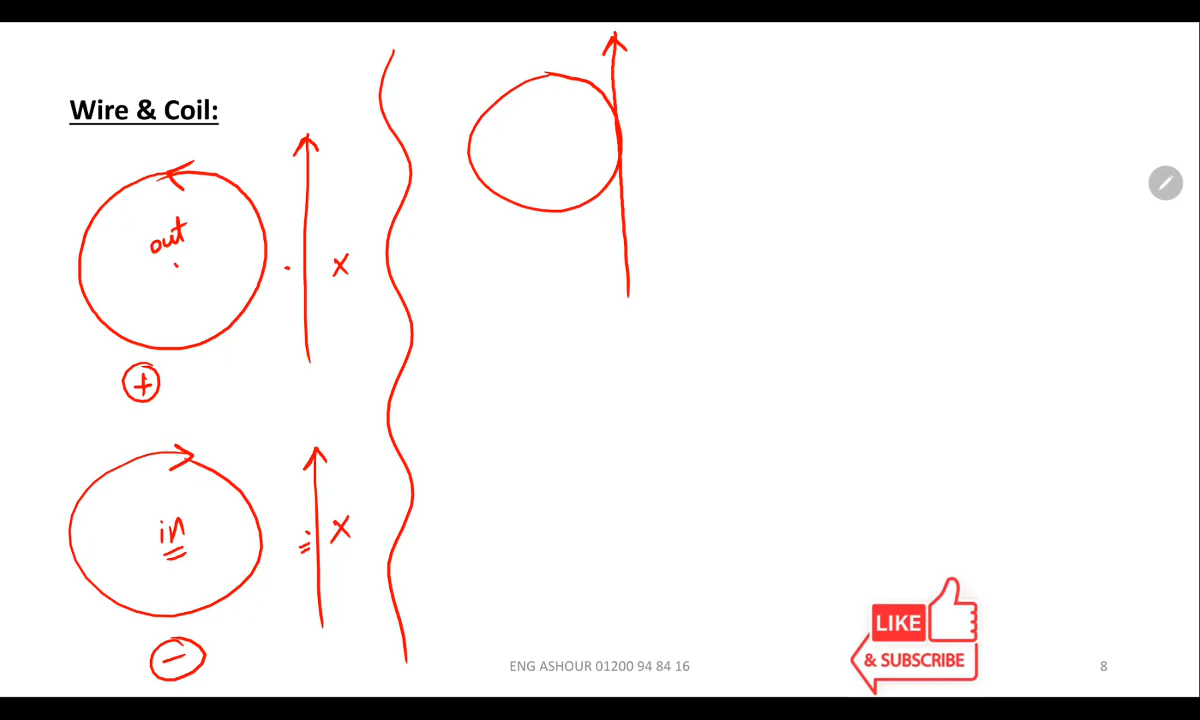 Wire & Coil:
out
. x
+
in
x
−
LIKE
& SUBSCRIBE
ENG ASHOUR 01200 94 84 16
8